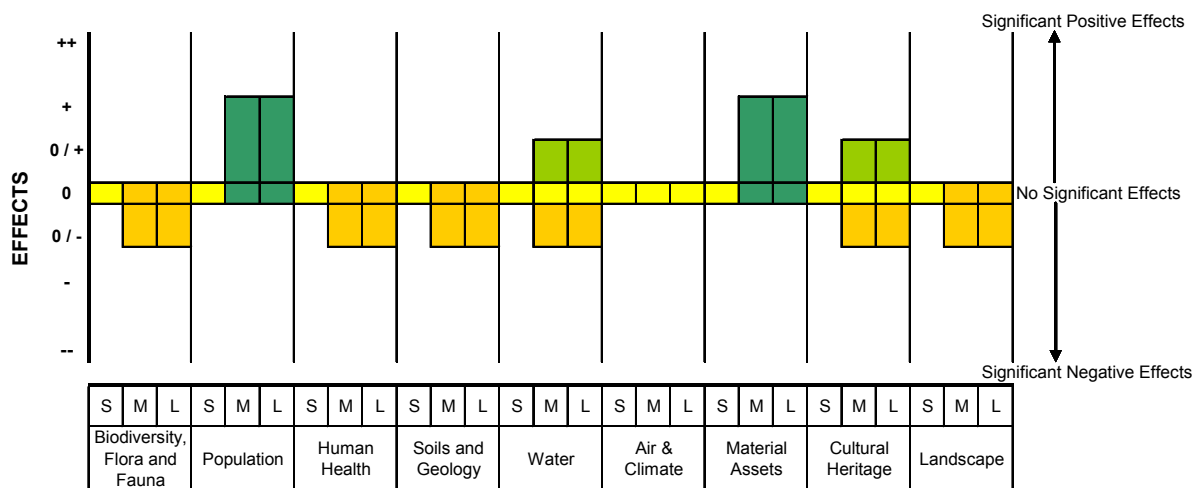 Significant Positive Effects
++
+
0 / +
0
0 / -
-
--
EFFECTS
No Significant Effects
Significant Negative Effects
S M L S M L S M L S M L S M L S M L S M L S M L S M L
Biodiversity,
Flora and
Fauna
Population
Human
Health
Soils and
Geology
Water
Air &
Climate
Material
Assets
Cultural
Heritage
Landscape